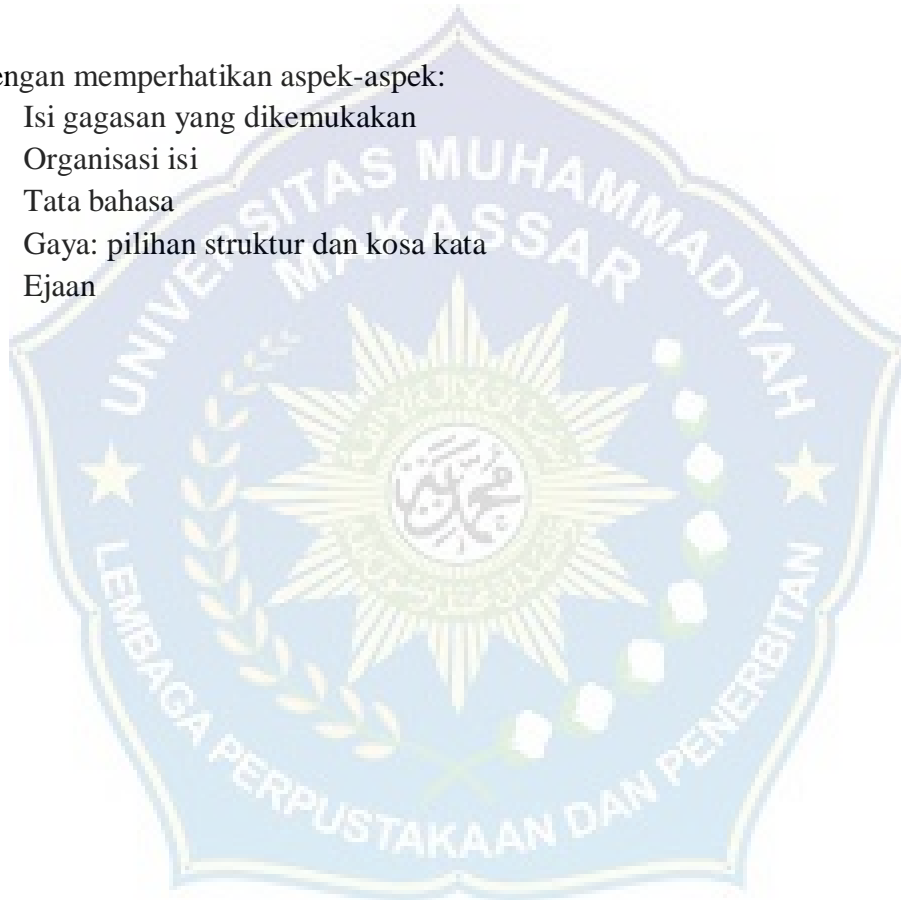 engan memperhatikan aspek-aspek:
Isi gagasan yang dikemukakan
Organisasi isi
Tata bahasa
Gaya: pilihan struktur dan kosa kata
Ejaan
UNIVERSITAS MUHAMMADIYAH
MAKASSAR
LEMBAGA PERPUSTAKAAN DAN PENERBITAN